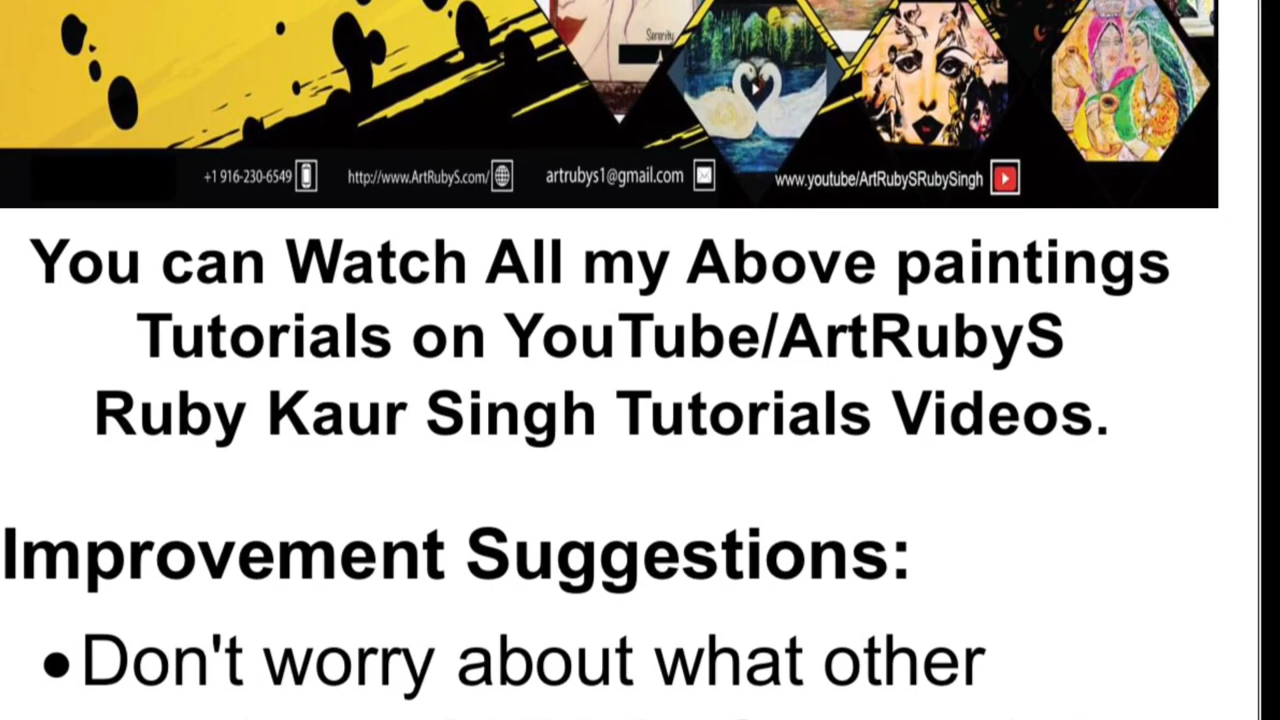 Serenity
+1 916-230-6549 http://www.ArtRubyS.com/ artrubys1@gmail.com www.youtube/ArtRubySRubySingh
You can Watch All my Above paintings
Tutorials on YouTube/ArtRubyS
Ruby Kaur Singh Tutorials Videos.
Improvement Suggestions:
•Don't worry about what other